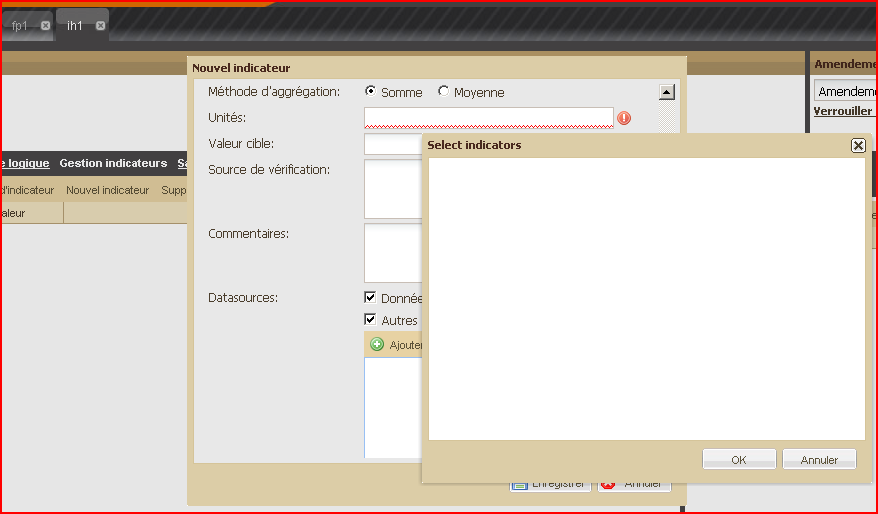 fp1
ih1
Nouvel indicateur
Amendeme
Méthode d'aggrégation:
Somme
Moyenne
Amendeme
Unités:
Verrouiller
Valeur cible:
Select indicators
e logique
Gestion indicateurs
Source de vérification:
d'indicateur
Nouvel indicateur
Supp
aleur
Commentaires:
Datasources:
Donnée
Autres
Ajouter
OK
Annuler
Enregistrer
Annuler